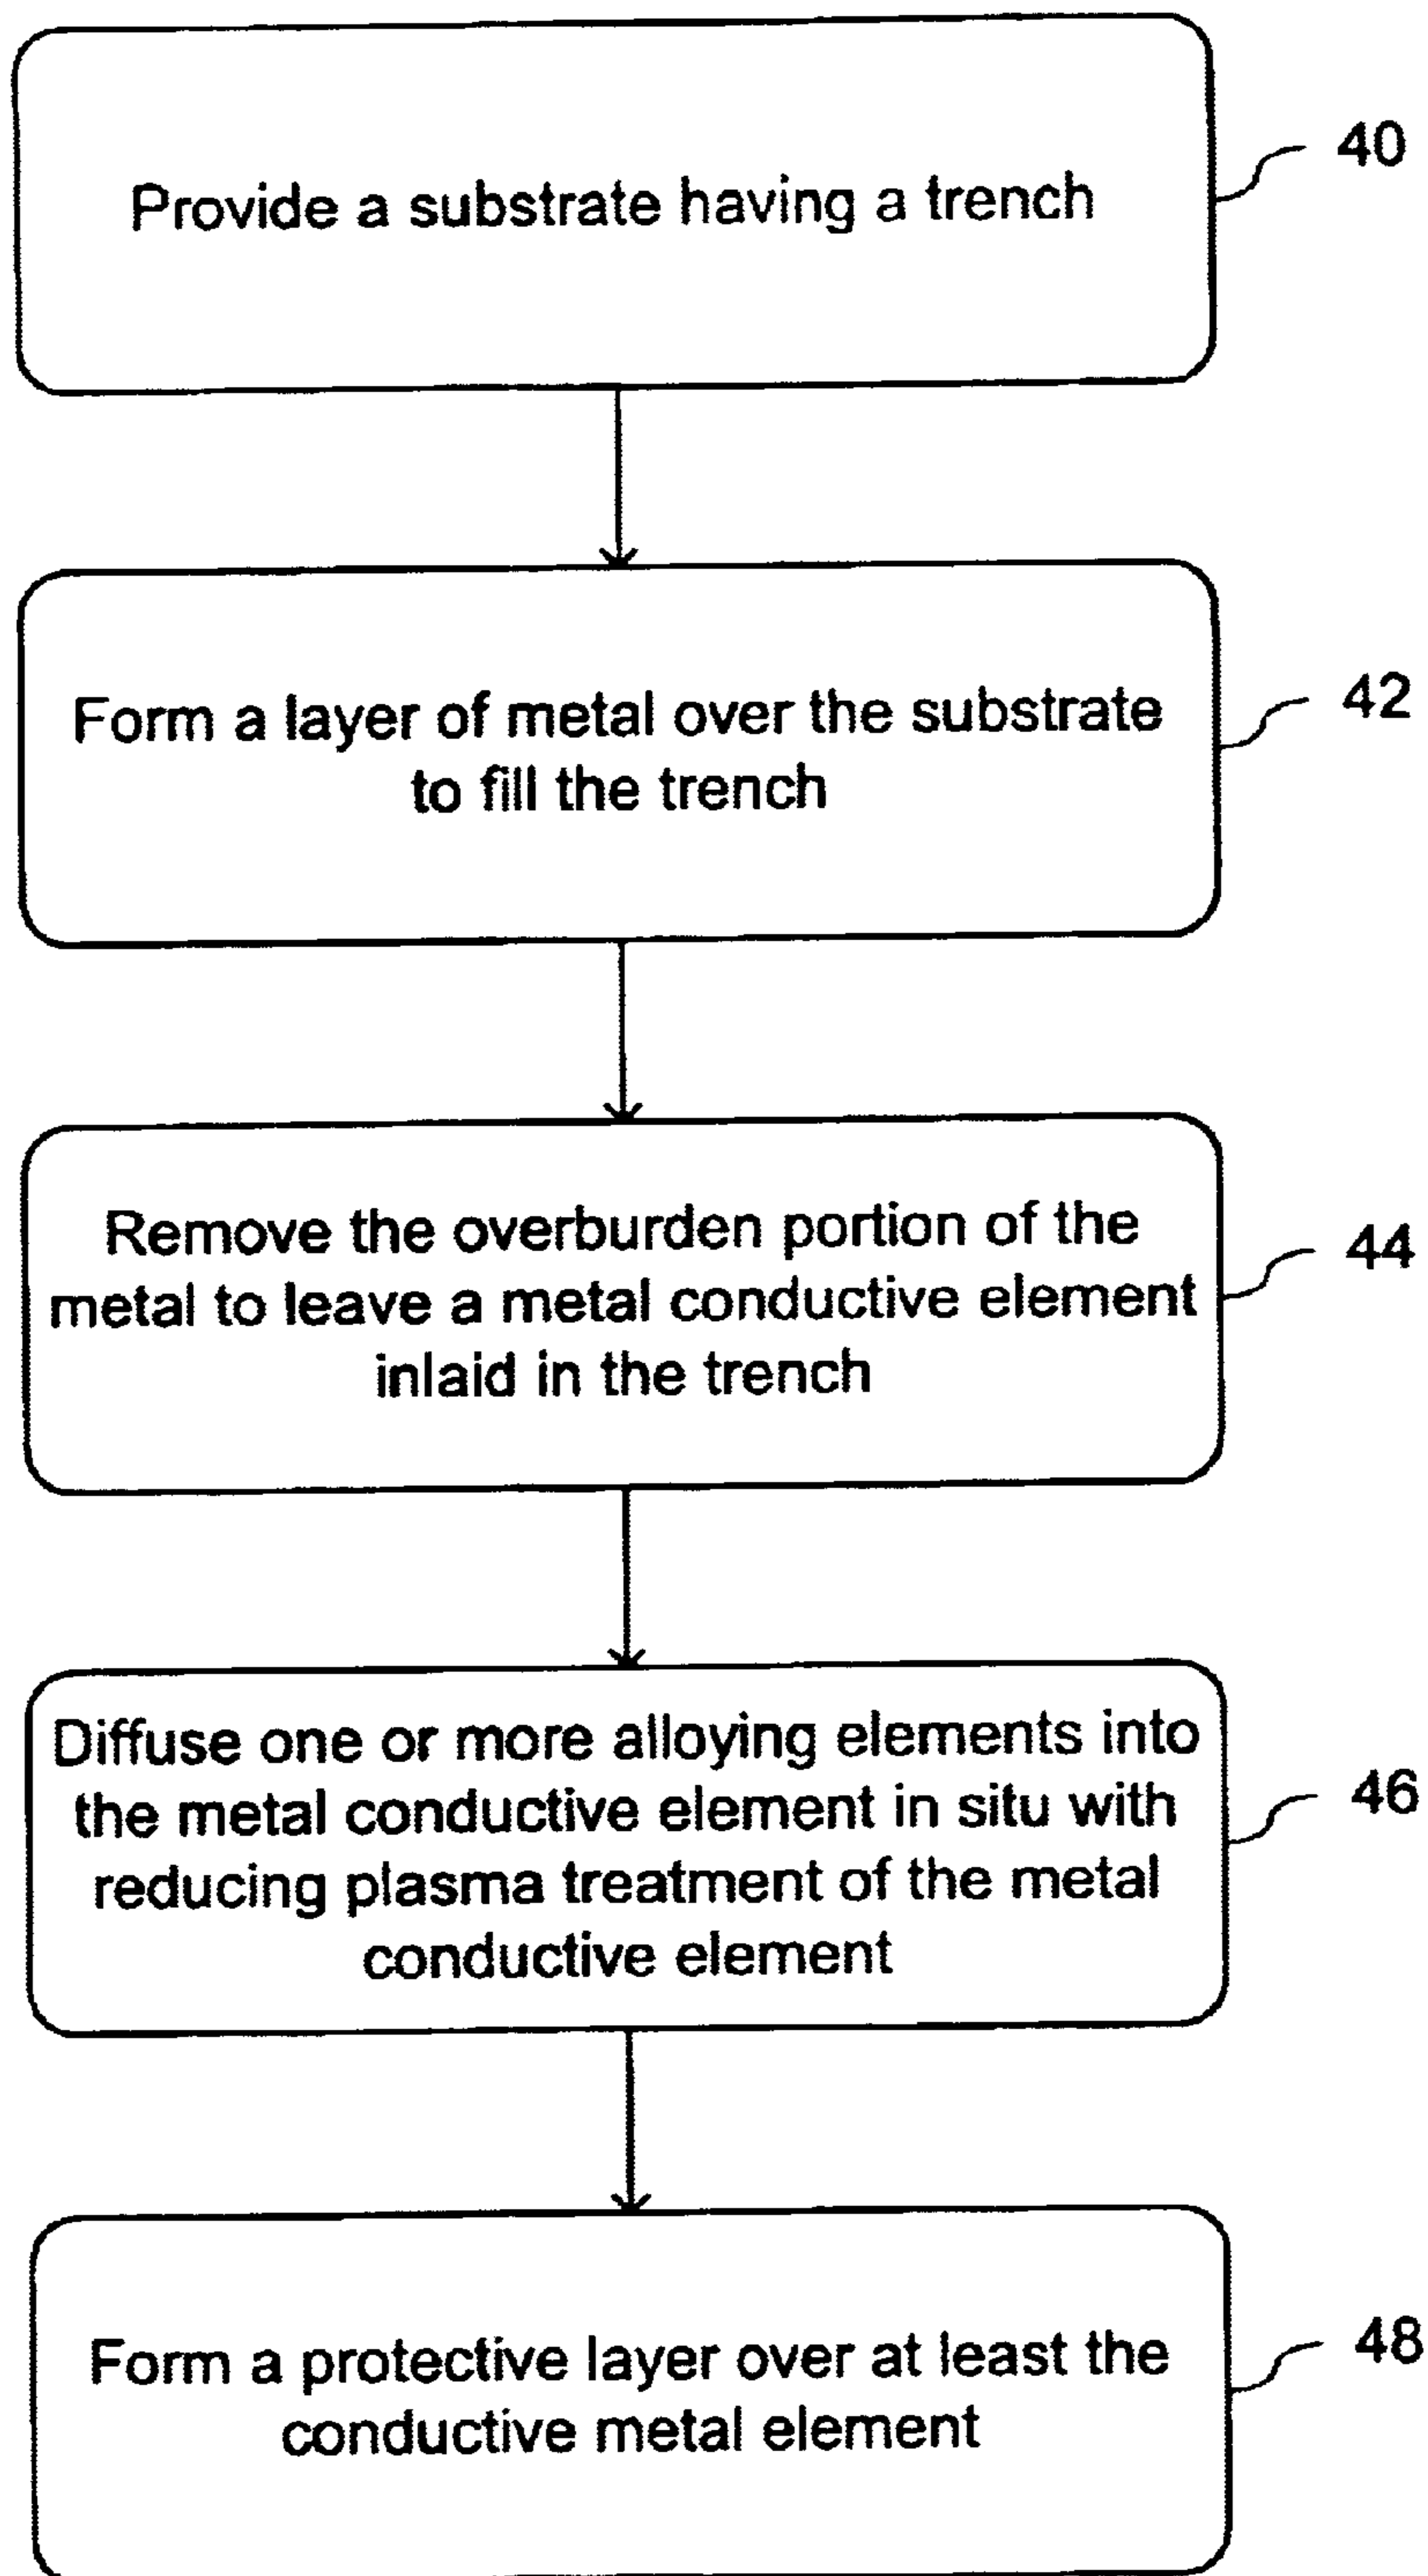 Provide a substrate having a trench
40
Form a layer of metal over the substrate
to fill the trench
42
Remove the overburden portion of the
metal to leave a metal conductive element
inlaid in the trench
44
Diffuse one or more alloying elements into
the metal conductive element in situ with
reducing plasma treatment of the metal
conductive element
46
Form a protective layer over at least the
conductive metal element
48